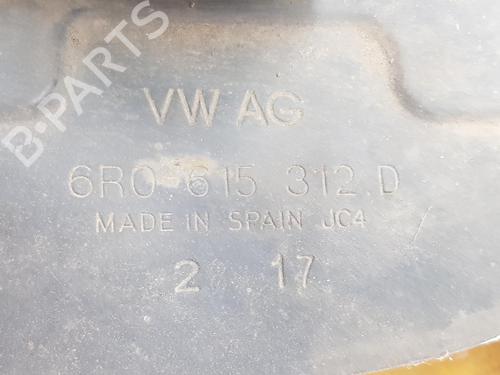 B-PARTS
VW AG
6R0 615 312 D
MADE IN SPAIN JC4
2 17